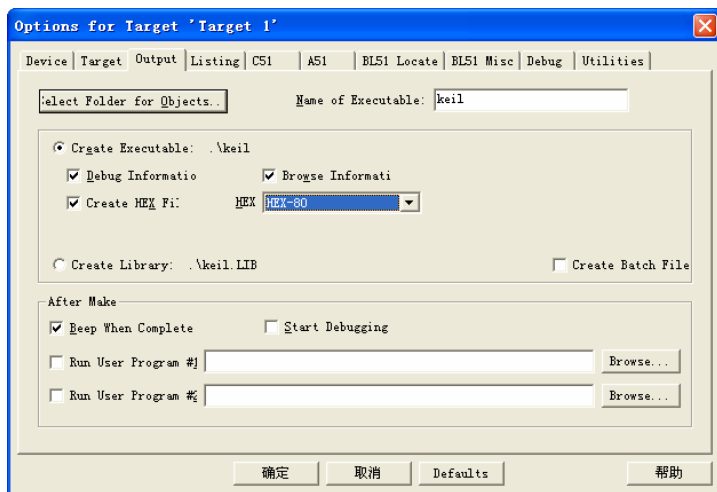 Options for Target 'Target 1'
Device Target Output Listing C51 A51 BL51 Locate BL51 Misc Debug Utilities
elect Folder for Objects.. Name of Executable: keil
Create Executable: .\keil
Debug Informatio Browse Informati
Create HEX Fi: HEX HEX-80
Create Library: .\keil.LIB Create Batch File
After Make
Beep When Complete Start Debugging
Run User Program #1 Browse...
Run User Program #2 Browse...
确定 取消 Defaults 帮助